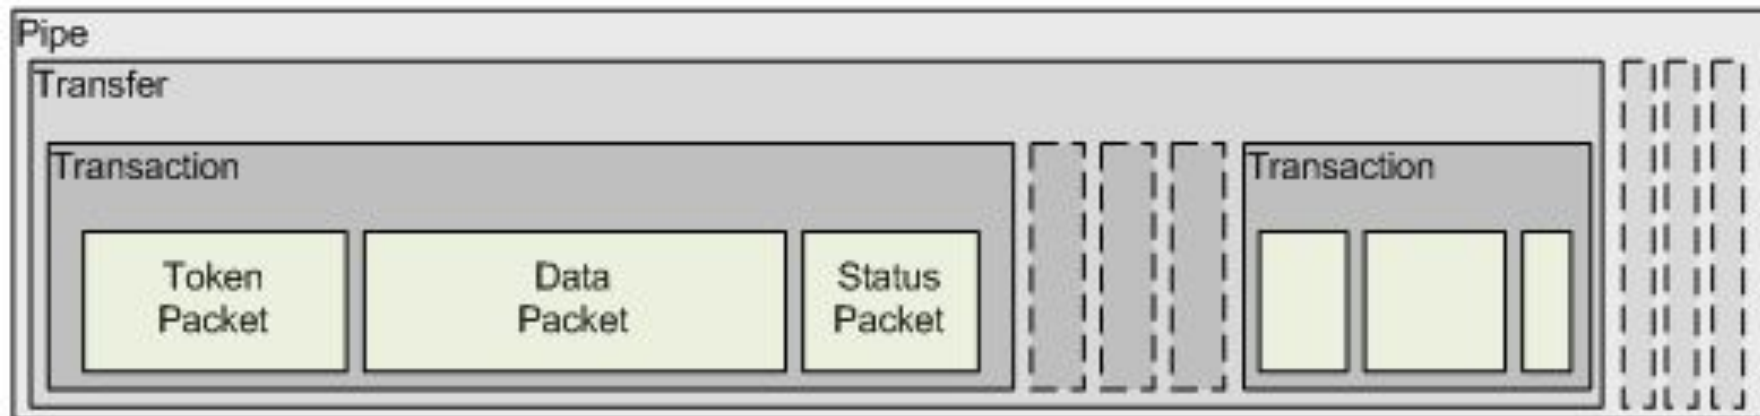 Pipe
Transfer
Transaction
Transaction
Token
Packet
Data
Packet
Status
Packet